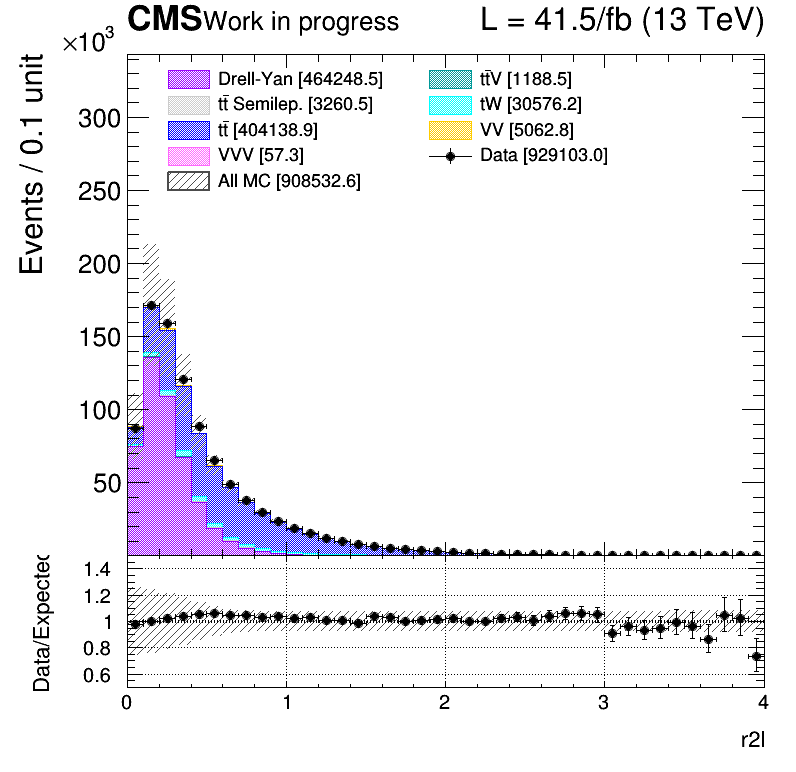 CMS Work in progress L = 41.5/fb (13 TeV)
×10³
Events / 0.1 unit
Drell-Yan [464248.5]
tt̄ Semilep. [3260.5]
tt̄ [404138.9]
VVV [57.3]
All MC [908532.6]
tt̄V [1188.5]
tW [30576.2]
VV [5062.8]
Data [929103.0]
300
250
200
150
100
50
Data/Expected
1.4
1.2
1
0.8
0.6
0 1 2 3 4
r2l